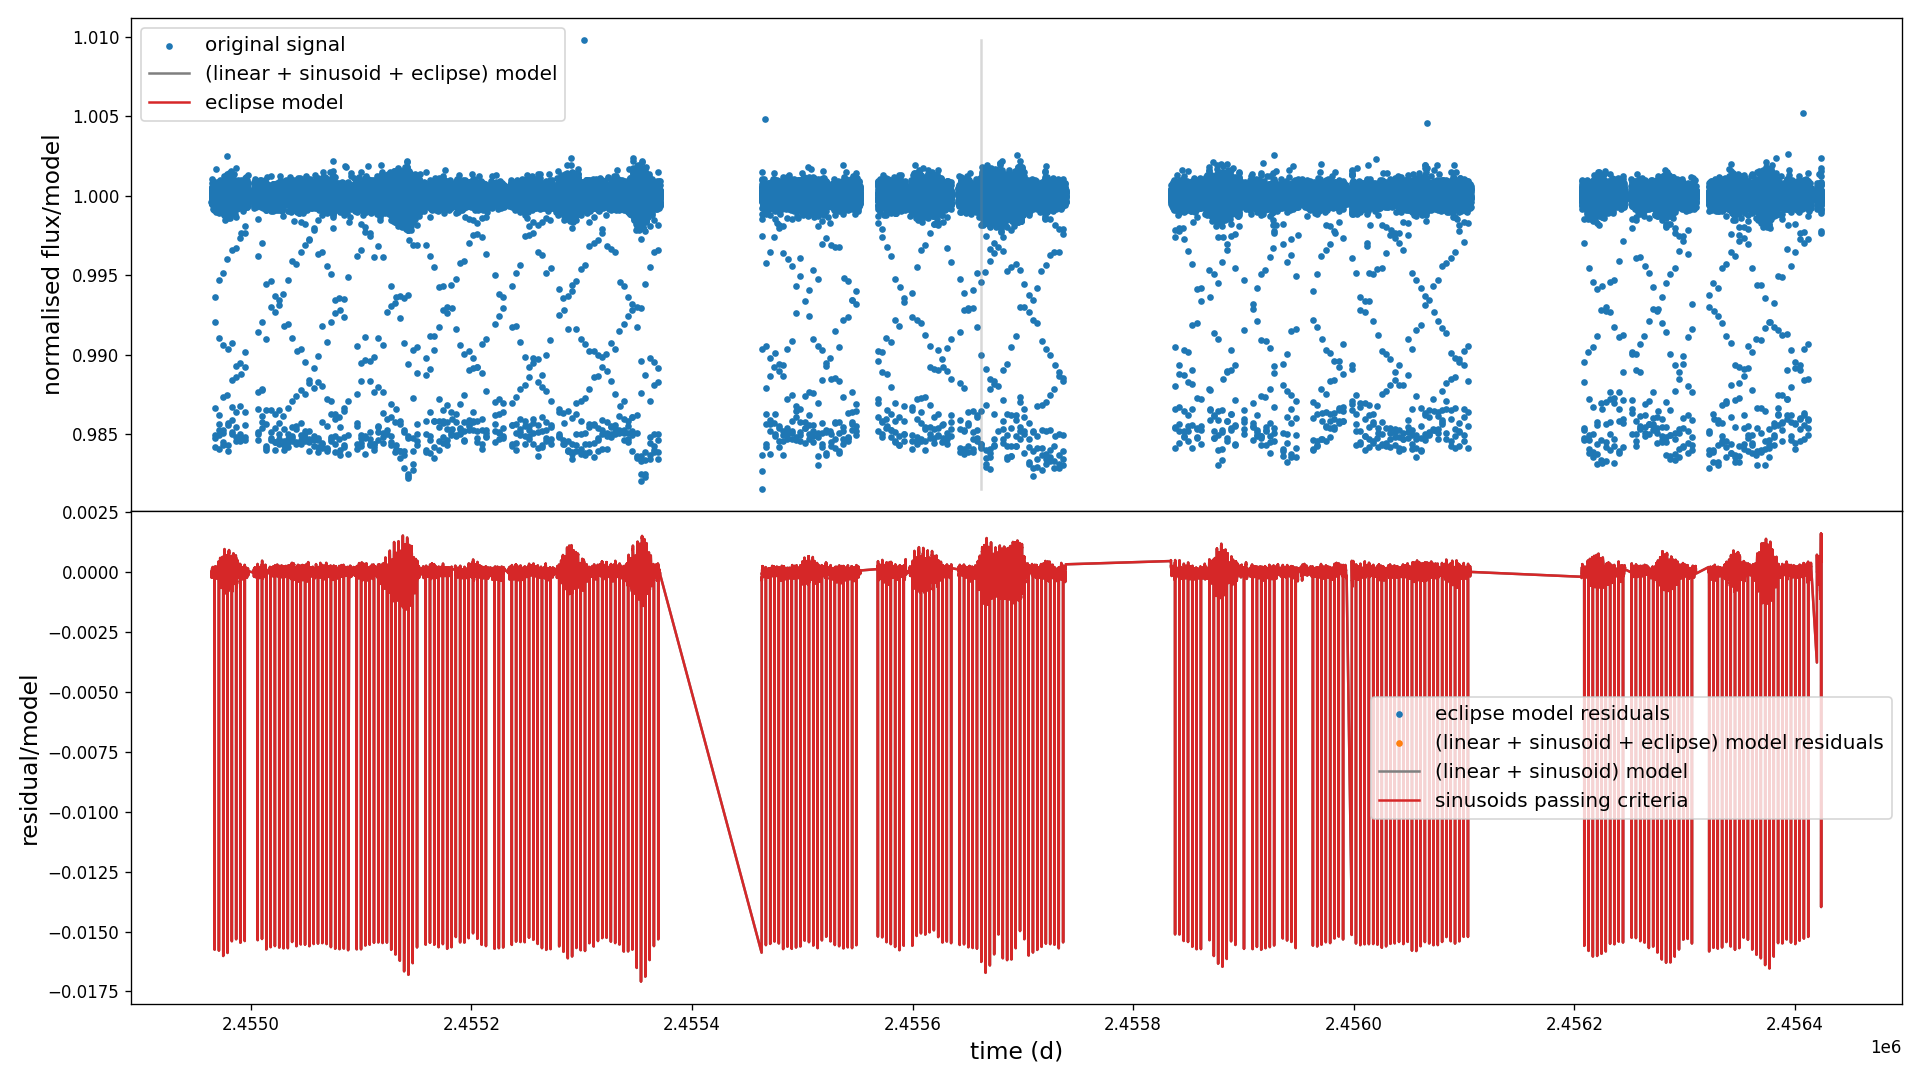 original signal
(linear + sinusoid + eclipse) model
eclipse model
1.010
1.005
1.000
0.995
0.990
0.985
normalised flux/model
0.0025
0.0000
−0.0025
−0.0050
−0.0075
−0.0100
−0.0125
−0.0150
−0.0175
residual/model
eclipse model residuals
(linear + sinusoid + eclipse) model residuals
(linear + sinusoid) model
sinusoids passing criteria
2.4550 2.4552 2.4554 2.4556 2.4558 2.4560 2.4562 2.4564
1e6
time (d)